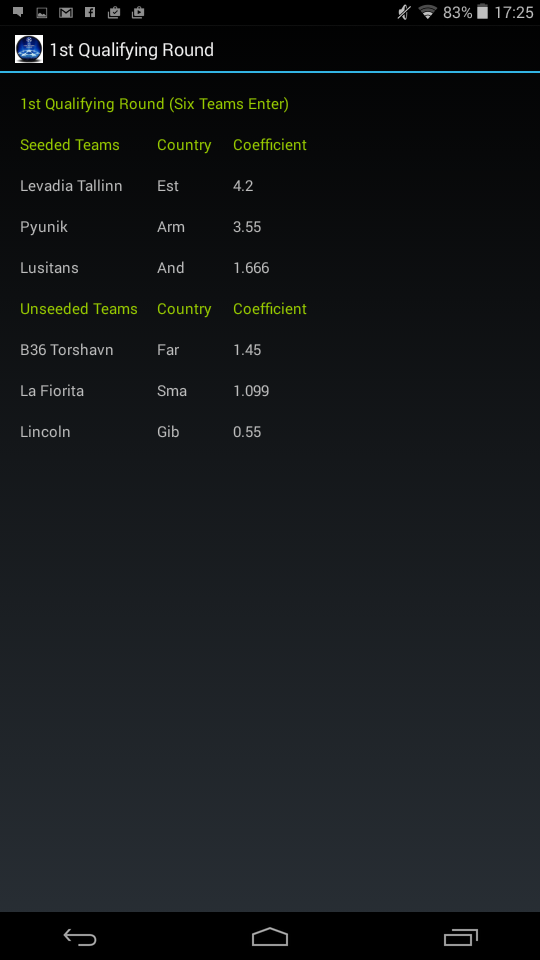 83% 17:25
1st Qualifying Round
1st Qualifying Round (Six Teams Enter)
Seeded Teams Country Coefficient
Levadia Tallinn Est 4.2
Pyunik Arm 3.55
Lusitans And 1.666
Unseeded Teams Country Coefficient
B36 Torshavn Far 1.45
La Fiorita Sma 1.099
Lincoln Gib 0.55